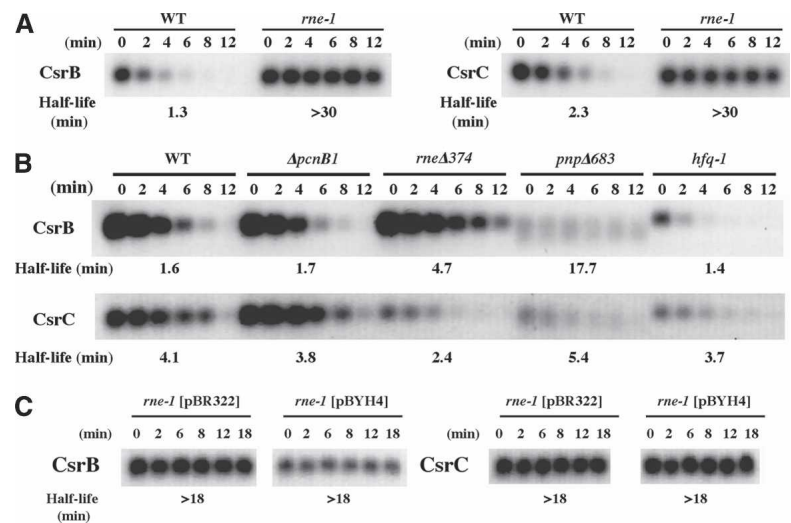 A
WT rne-1 WT rne-1
(min) 0 2 4 6 8 12 0 2 4 6 8 12 (min) 0 2 4 6 8 12 0 2 4 6 8 12
CsrB CsrC
Half-life (min) 1.3 >30 Half-life (min) 2.3 >30
B
WT ΔpcnB1 rneΔ374 pnpΔ683 hfq-1
(min) 0 2 4 6 8 12 0 2 4 6 8 12 0 2 4 6 8 12 0 2 4 6 8 12 0 2 4 6 8 12
CsrB
Half-life (min) 1.6 1.7 4.7 17.7 1.4
CsrC
Half-life (min) 4.1 3.8 2.4 5.4 3.7
C
rne-1 [pBR322] rne-1 [pBYH4] rne-1 [pBR322] rne-1 [pBYH4]
(min) 0 2 6 8 12 18 0 2 6 8 12 18 (min) 0 2 6 8 12 18 0 2 6 8 12 18
CsrB CsrC
Half-life (min) >18 >18 >18 >18